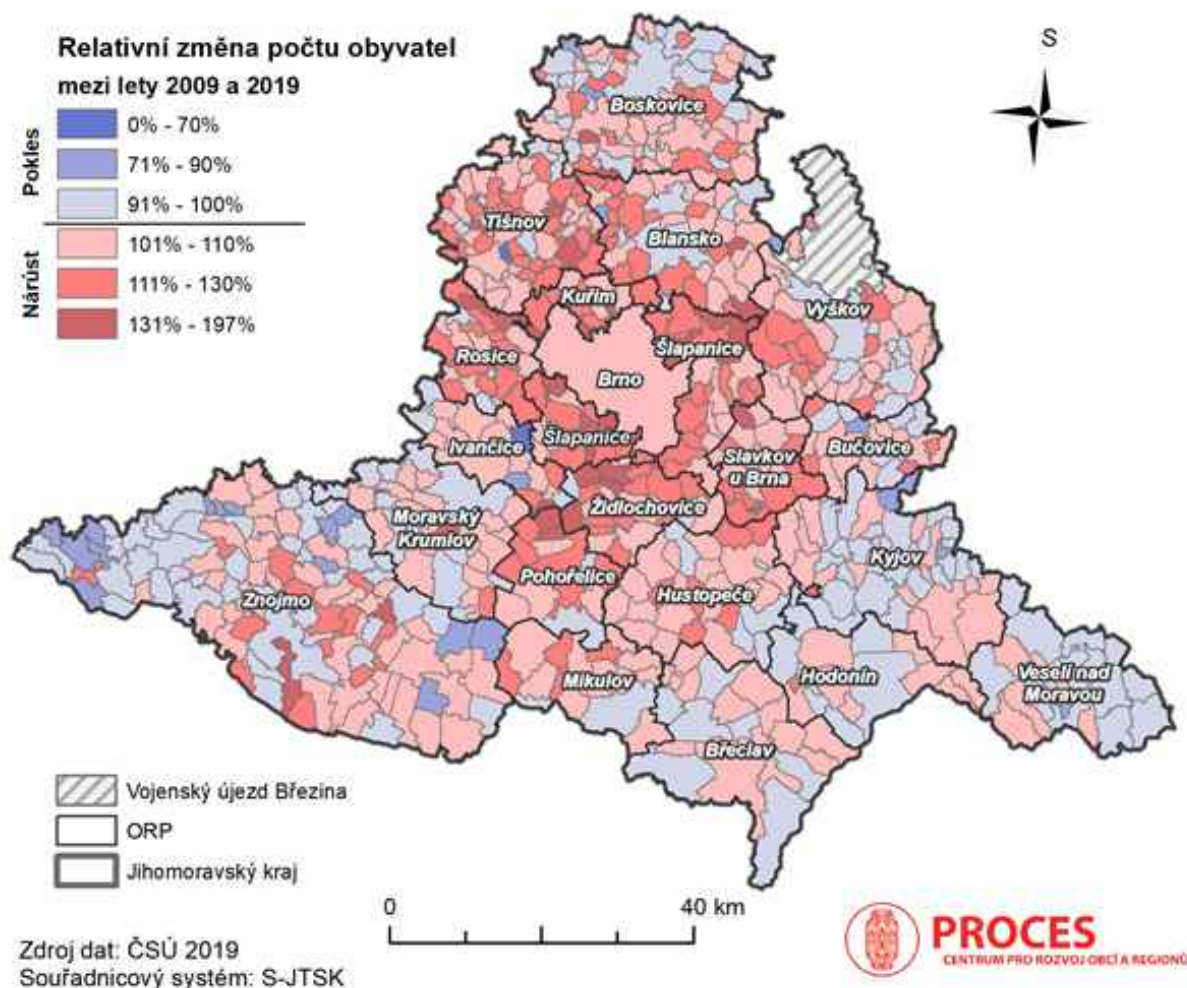 Relativní změna počtu obyvatel
mezi lety 2009 a 2019
Pokles
0% - 70%
71% - 90%
91% - 100%
Nárůst
101% - 110%
111% - 130%
131% - 197%
S
Boskovice
Tišnov
Blansko
Kuřim
Vyškov
Rosice
Šlapanice
Brno
Ivančice
Šlapanice
Slavkov
u Brna
Bučovice
Moravský
Krumlov
Židlochovice
Kyjov
Pohořelice
Znojmo
Hustopeče
Mikulov
Hodonín
Veselí nad
Moravou
Břeclav
Vojenský újezd Březina
ORP
Jihomoravský kraj
0
40 km
Zdroj dat: ČSÚ 2019
Souřadnicový systém: S-JTSK
PROCES
CENTRUM PRO ROZVOJ OBCÍ A REGIONŮ